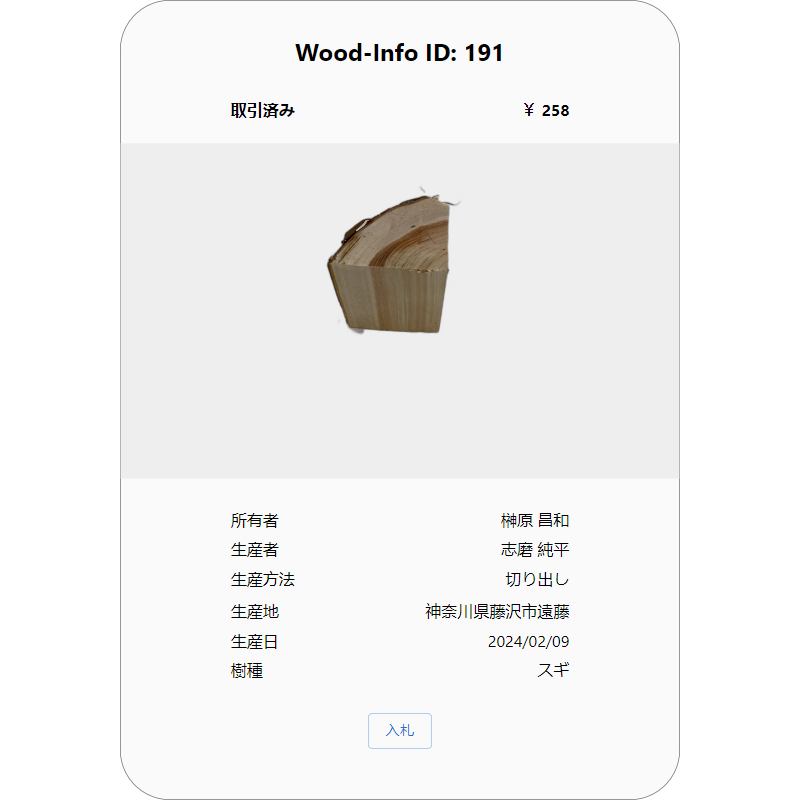 Wood-Info ID: 191
取引済み ￥ 258
所有者 榊原 昌和
生産者 志磨 純平
生産方法 切り出し
生産地 神奈川県藤沢市遠藤
生産日 2024/02/09
樹種 スギ
入札